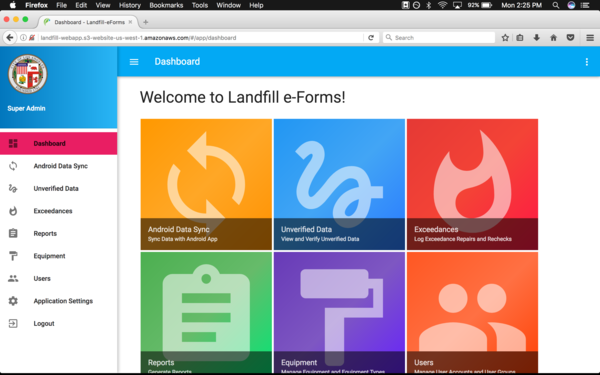 Firefox File Edit View History Bookmarks Tools Window Help 92% Mon 2:25 PM
Dashboard - Landfill-eForms
landfill-webapp.s3-website-us-west-1.amazonaws.com/#/app/dashboard
Search
Super Admin
Dashboard
Android Data Sync
Unverified Data
Exceedances
Reports
Equipment
Users
Application Settings
Logout
Dashboard
Welcome to Landfill e-Forms!
Android Data Sync
Sync Data with Android App
Unverified Data
View and Verify Unverified Data
Exceedances
Log Exceedance Repairs and Rechecks
Reports
Generate Reports
Equipment
Manage Equipment and Equipment Types
Users
Manage User Accounts and User Groups